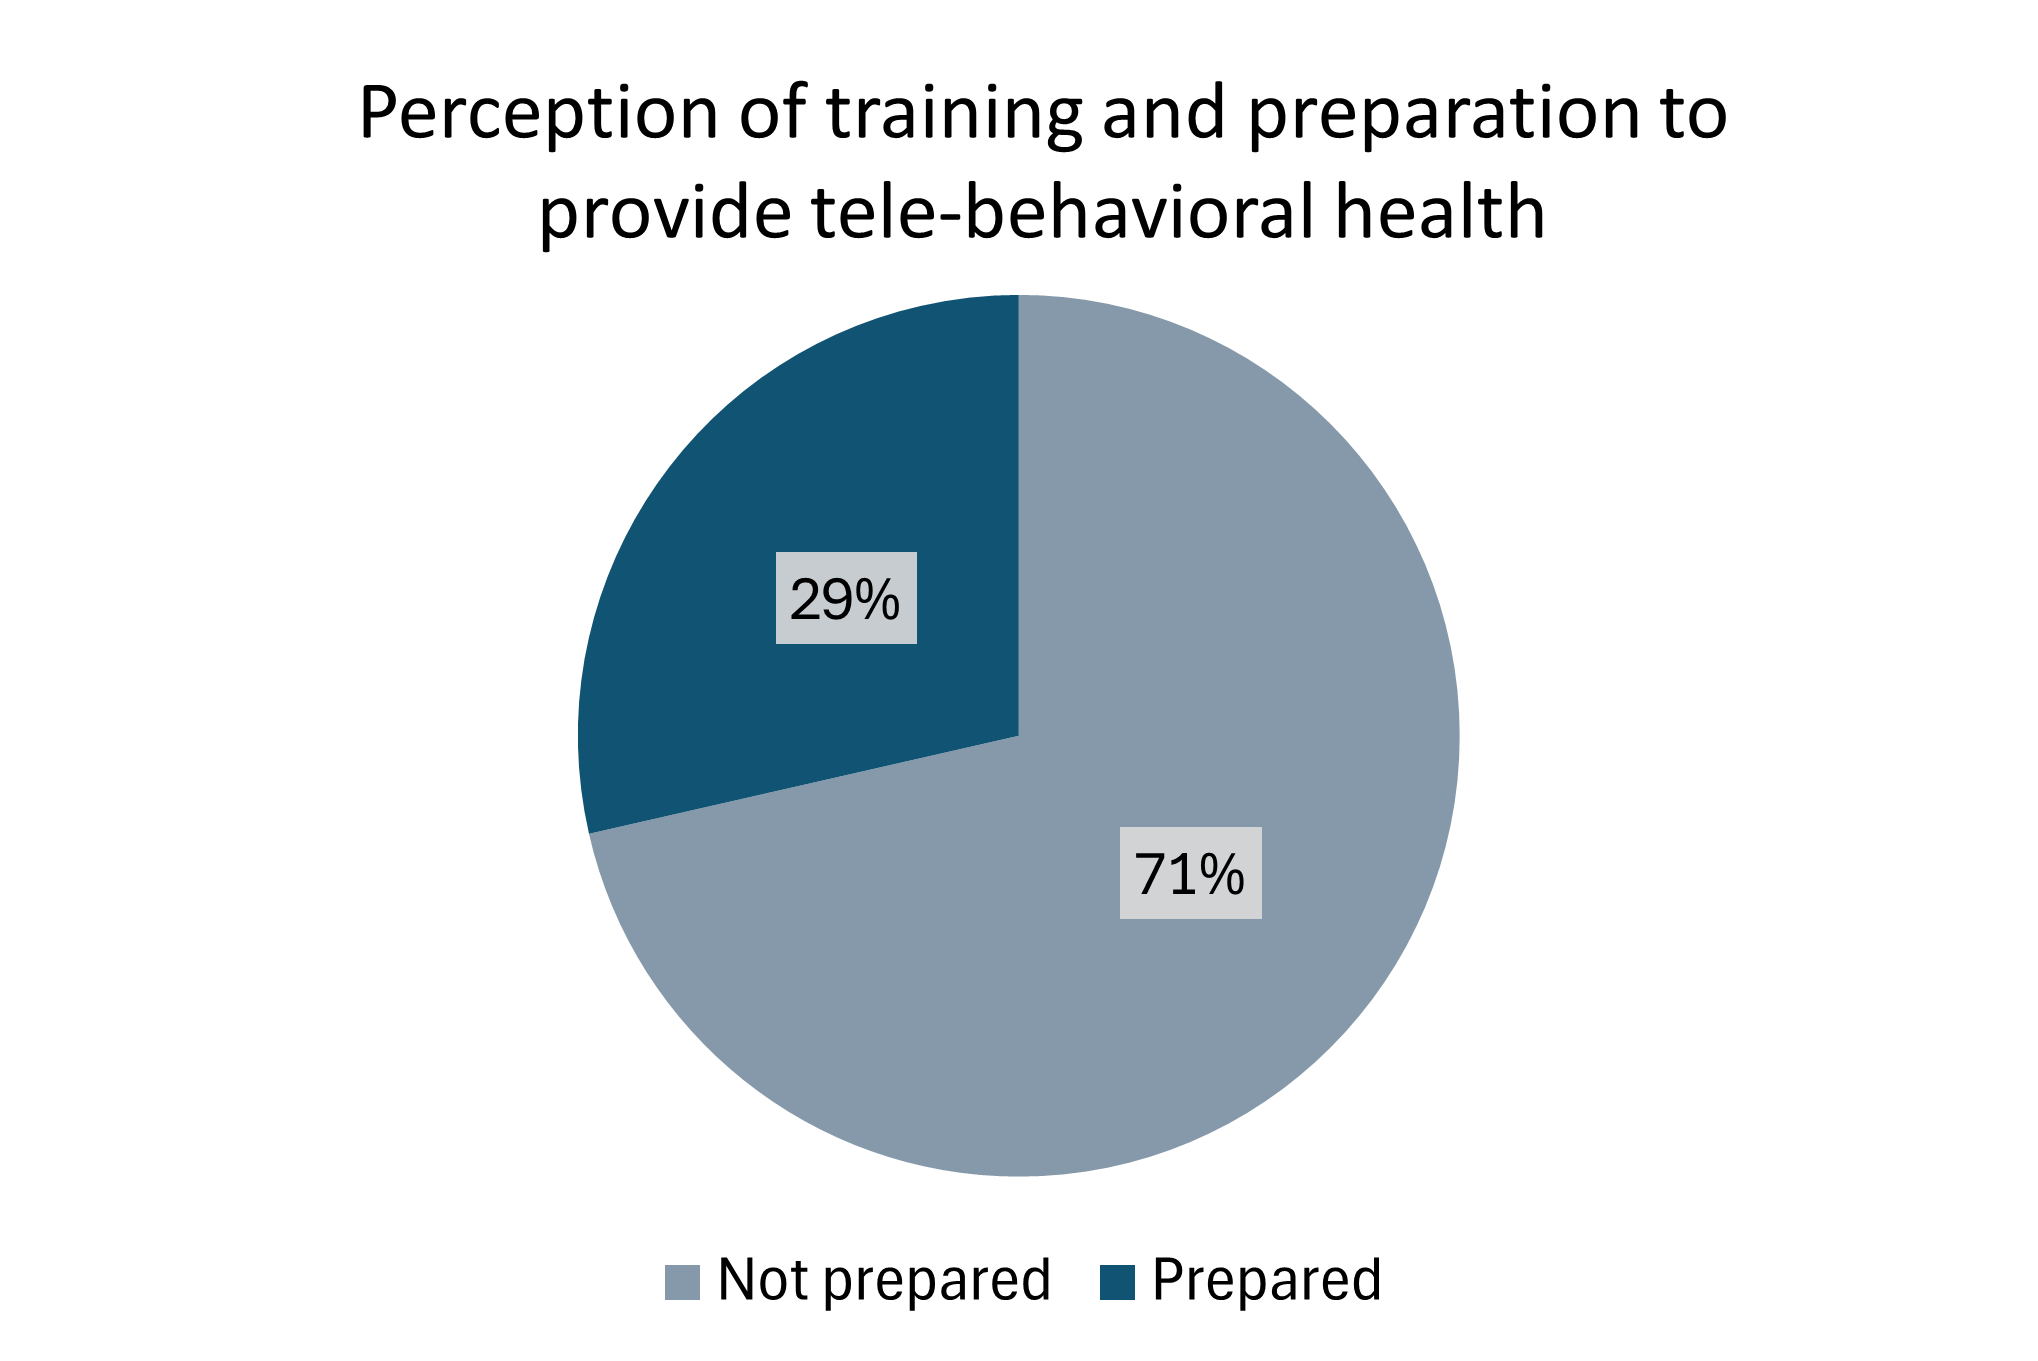 Perception of training and preparation to
provide tele-behavioral health
29%
71%
Not prepared
Prepared